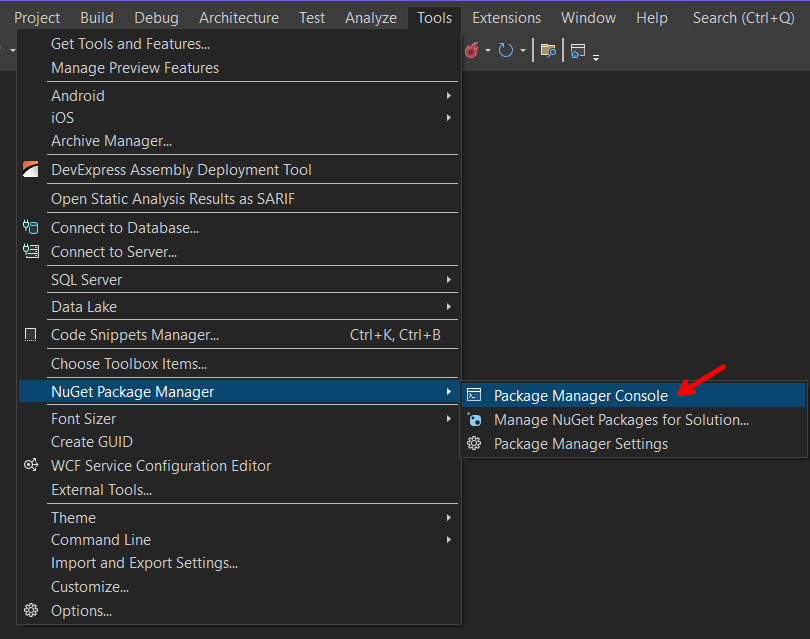 Project Build Debug Architecture Test Analyze Tools Extensions Window Help Search (Ctrl+Q)
Get Tools and Features...
Manage Preview Features
Android
iOS
Archive Manager...
DevExpress Assembly Deployment Tool
Open Static Analysis Results as SARIF
Connect to Database...
Connect to Server...
SQL Server
Data Lake
Code Snippets Manager... Ctrl+K, Ctrl+B
Choose Toolbox Items...
NuGet Package Manager
Package Manager Console
Manage NuGet Packages for Solution...
Package Manager Settings
Font Sizer
Create GUID
WCF Service Configuration Editor
External Tools...
Theme
Command Line
Import and Export Settings...
Customize...
Options...